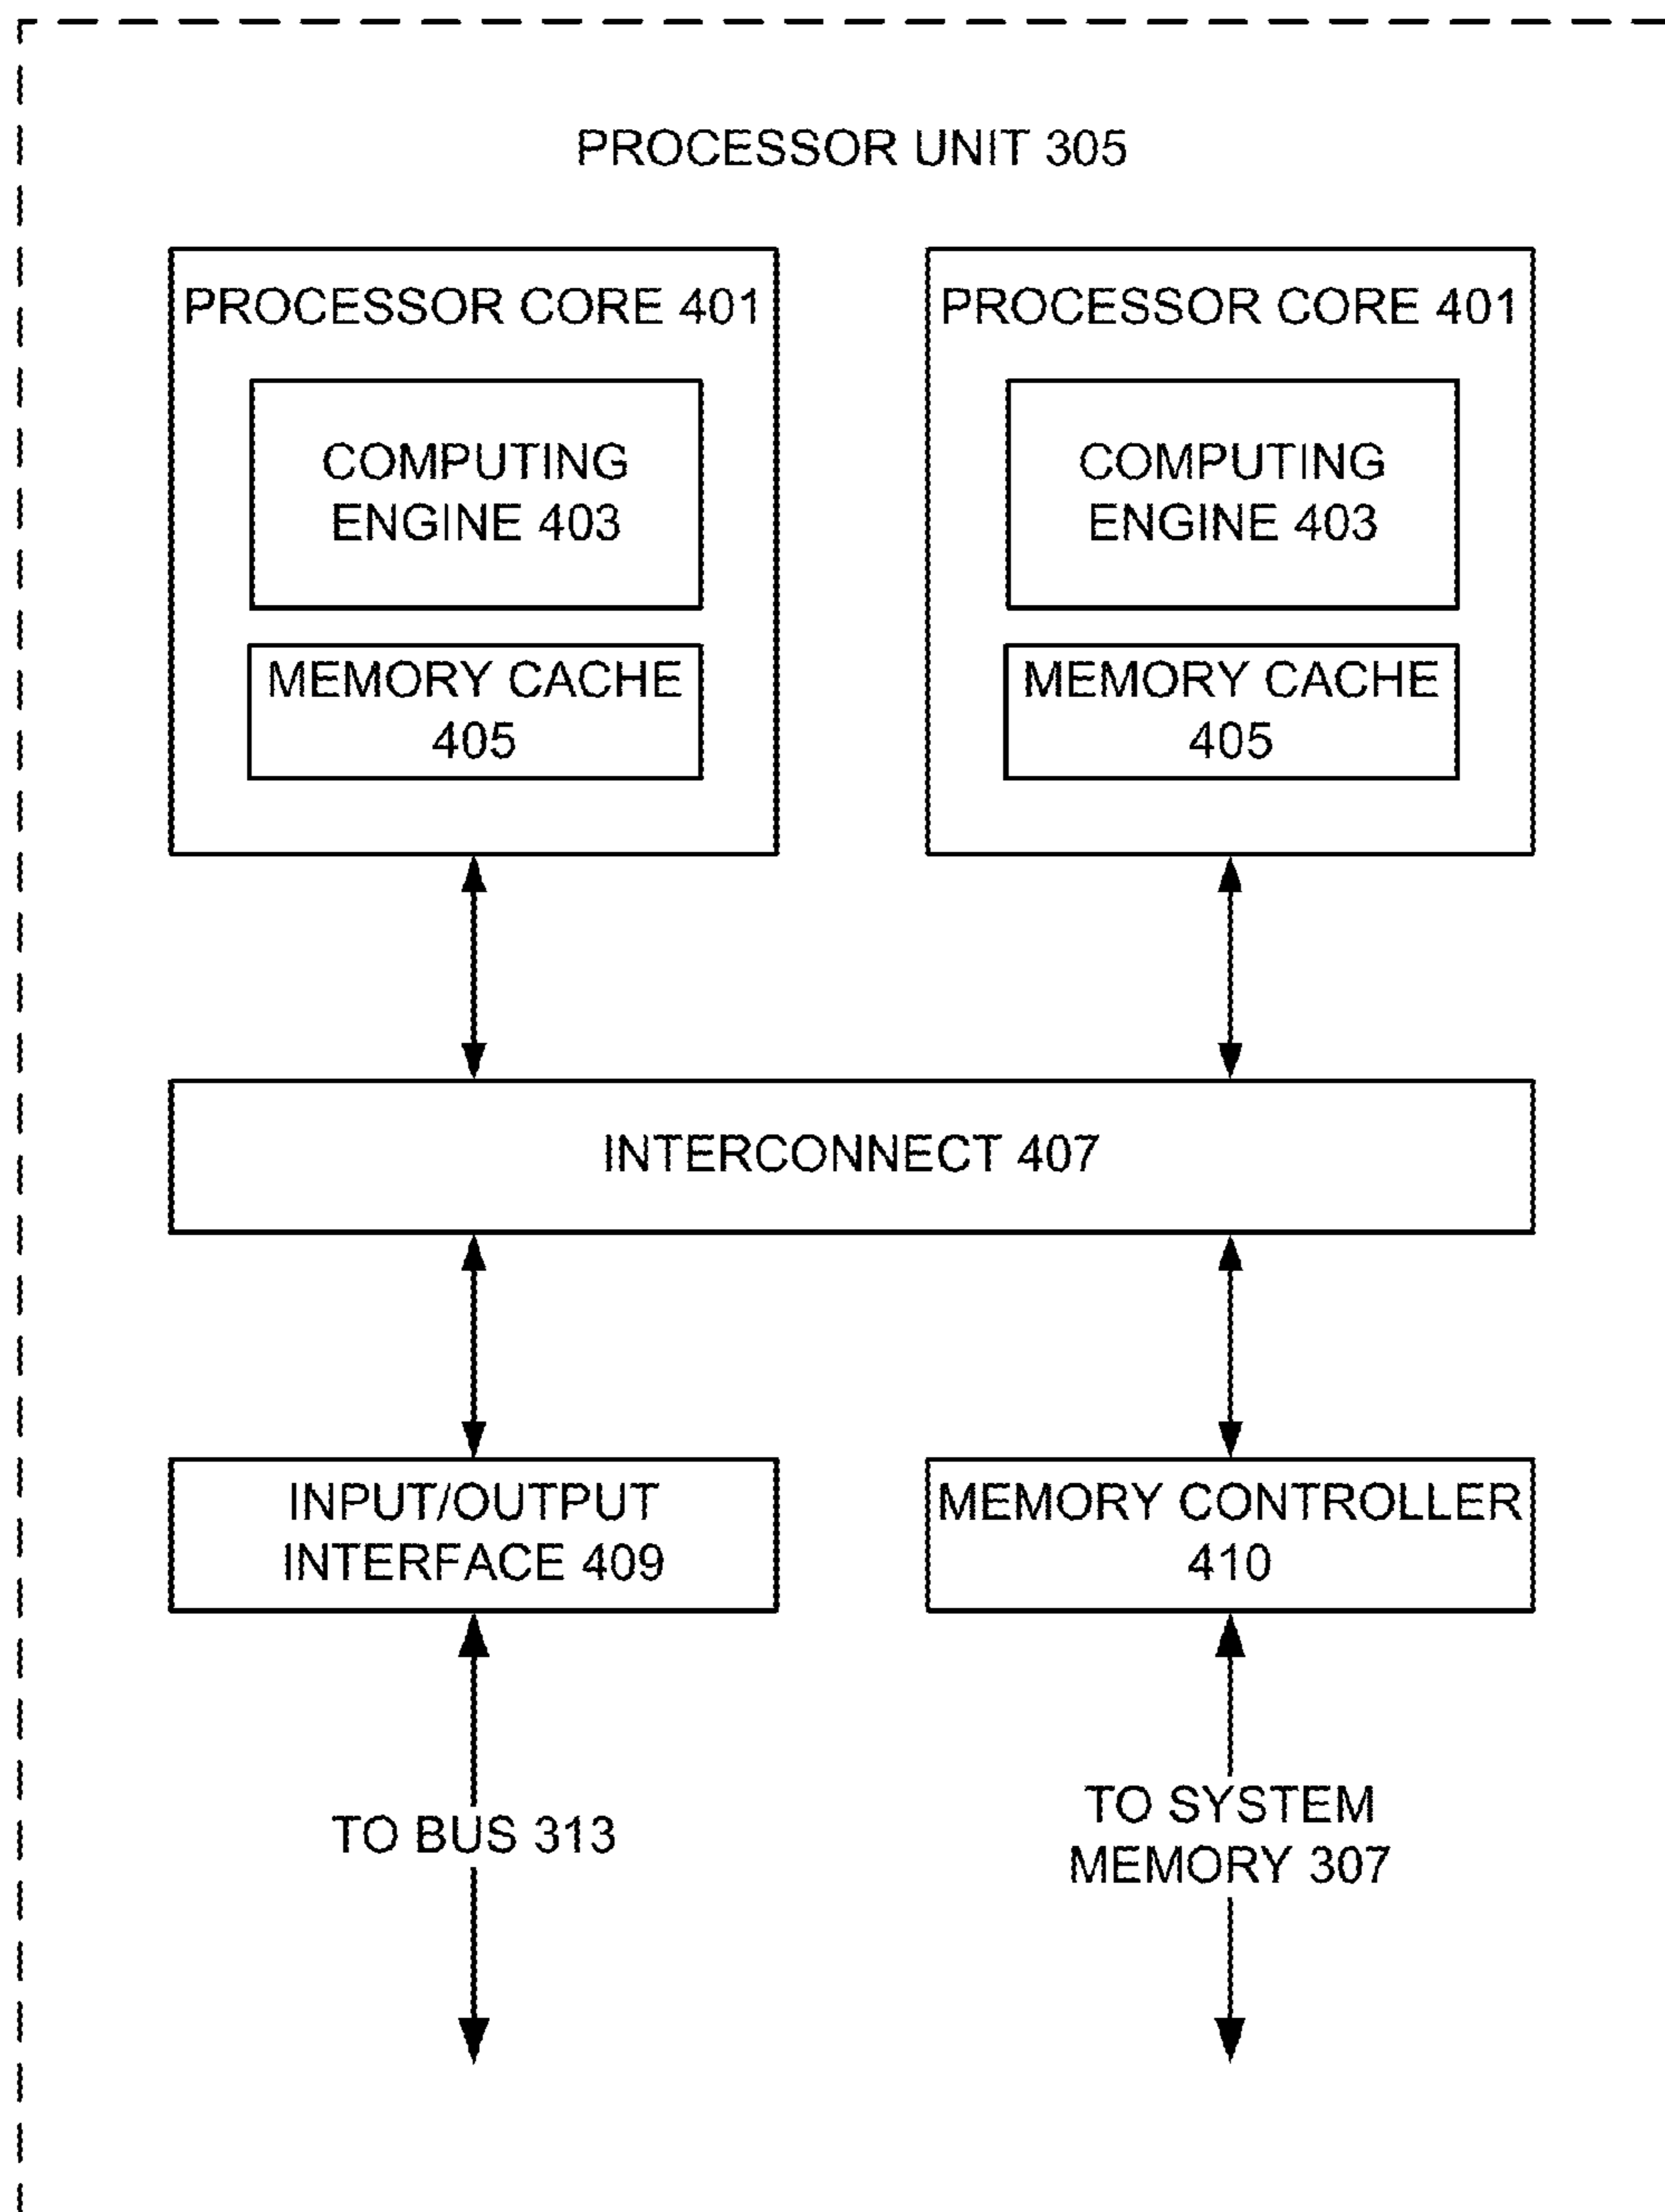 PROCESSOR UNIT 305
PROCESSOR CORE 401
COMPUTING
ENGINE 403
MEMORY CACHE
405
PROCESSOR CORE 401
COMPUTING
ENGINE 403
MEMORY CACHE
405
INTERCONNECT 407
INPUT/OUTPUT
INTERFACE 409
MEMORY CONTROLLER
410
TO BUS 313
TO SYSTEM
MEMORY 307